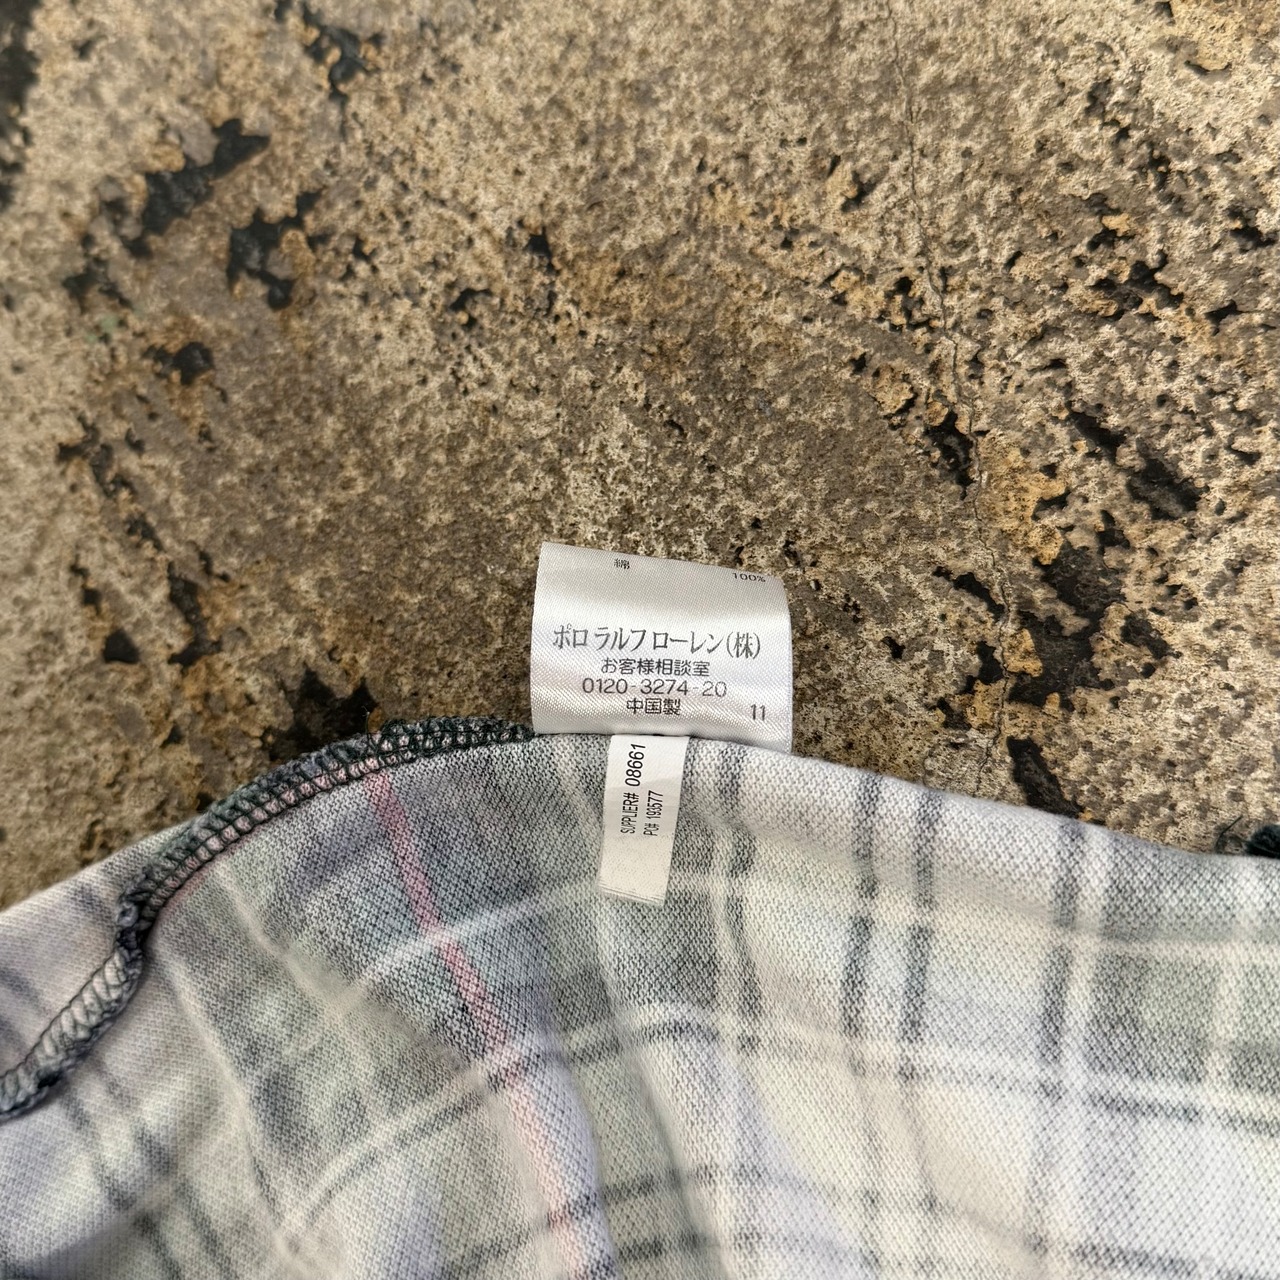 綿 100%
ポロ ラルフ ローレン(株)
お客様相談室
0120-3274-20
中国製 11
SUPPLIER# 08661
PO# 193577